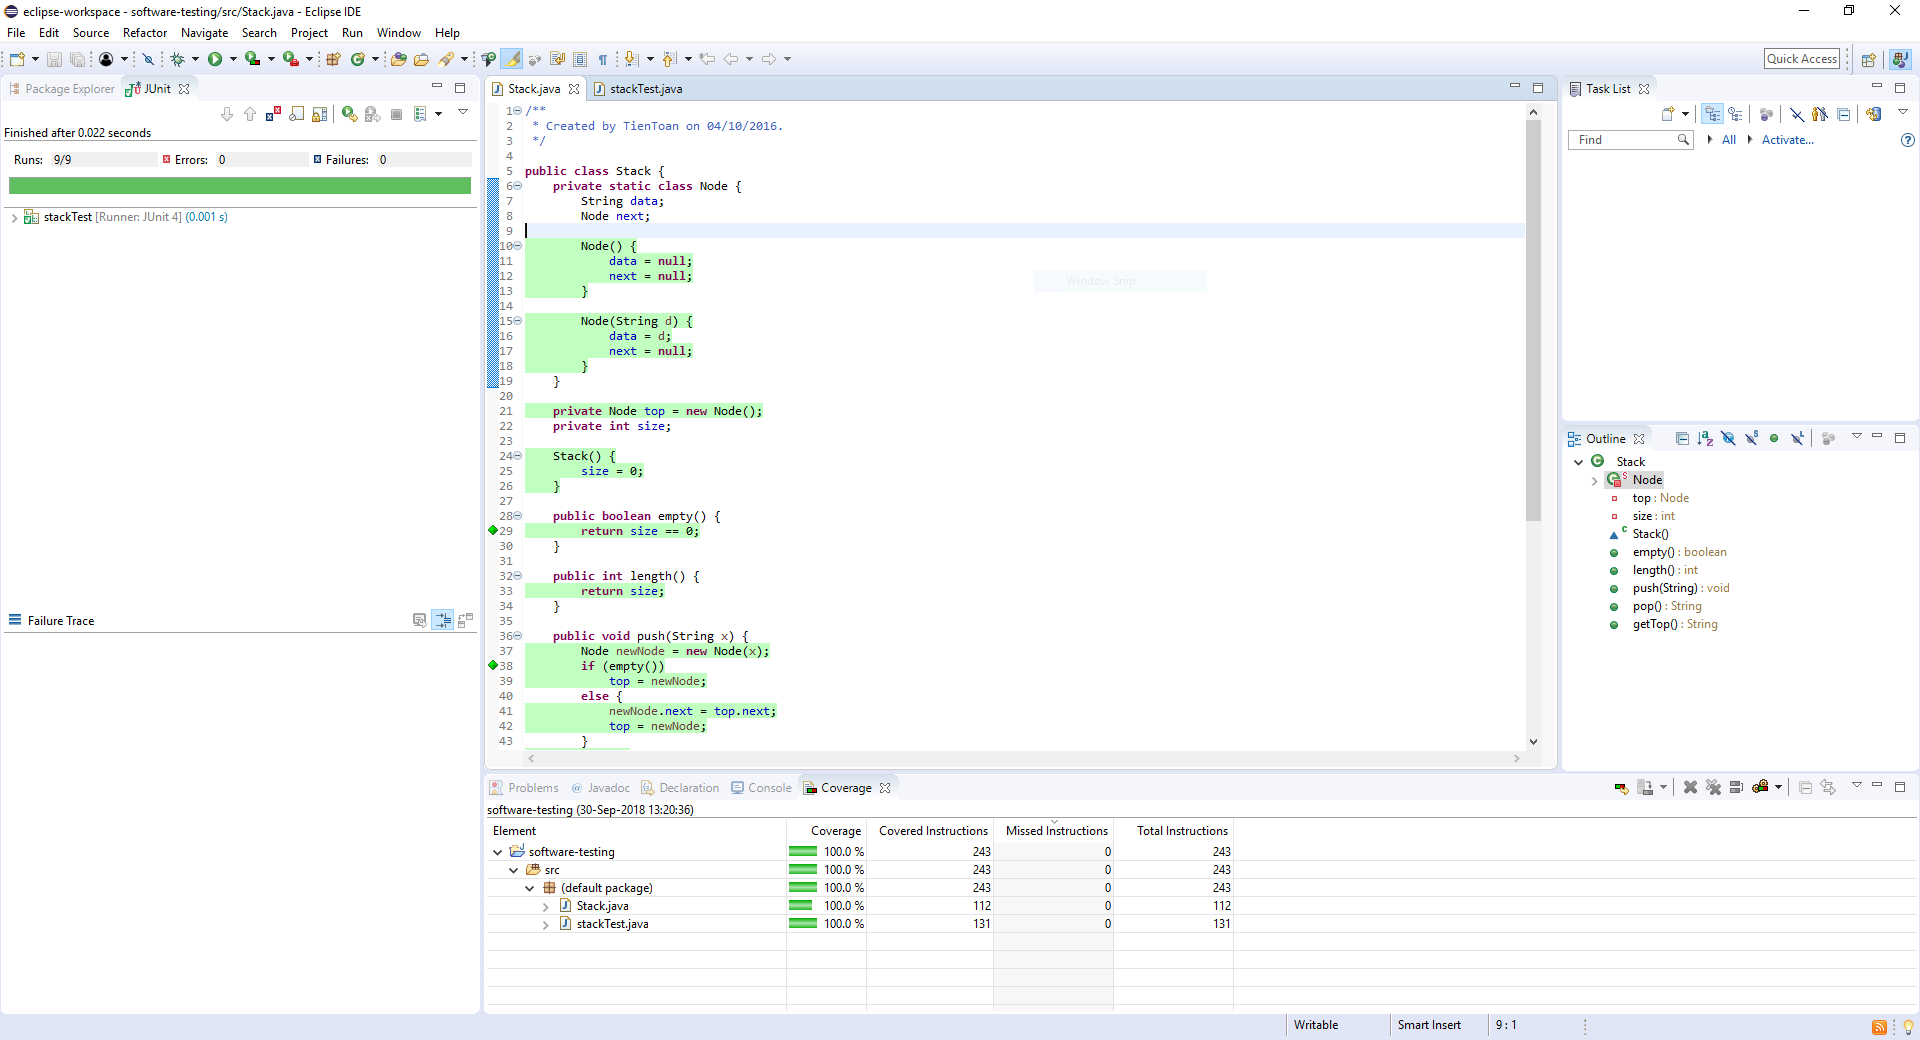 eclipse-workspace - software-testing/src/Stack.java - Eclipse IDE
File Edit Source Refactor Navigate Search Project Run Window Help
Quick Access
Package Explorer JUnit
Finished after 0.022 seconds
Runs: 9/9 Errors: 0 Failures: 0
stackTest [Runner: JUnit 4] (0.001 s)
Failure Trace
Stack.java stackTest.java
1 /**
2 * Created by TienToan on 04/10/2016.
3 */
4
5 public class Stack {
6 private static class Node {
7 String data;
8 Node next;
9
10 Node() {
11 data = null;
12 next = null;
13 }
14
15 Node(String d) {
16 data = d;
17 next = null;
18 }
19 }
20
21 private Node top = new Node();
22 private int size;
23
24 Stack() {
25 size = 0;
26 }
27
28 public boolean empty() {
29 return size == 0;
30 }
31
32 public int length() {
33 return size;
34 }
35
36 public void push(String x) {
37 Node newNode = new Node(x);
38 if (empty())
39 top = newNode;
40 else {
41 newNode.next = top.next;
42 top = newNode;
43 }
Window Snip
Task List
Find All Activate...
Outline
Stack
Node
top : Node
size : int
Stack()
empty() : boolean
length() : int
push(String) : void
pop() : String
getTop() : String
Problems @ Javadoc Declaration Console Coverage
software-testing (30-Sep-2018 13:20:36)
Element Coverage Covered Instructions Missed Instructions Total Instructions
software-testing 100.0 % 243 0 243
src 100.0 % 243 0 243
(default package) 100.0 % 243 0 243
Stack.java 100.0 % 112 0 112
stackTest.java 100.0 % 131 0 131
Writable Smart Insert 9 : 1